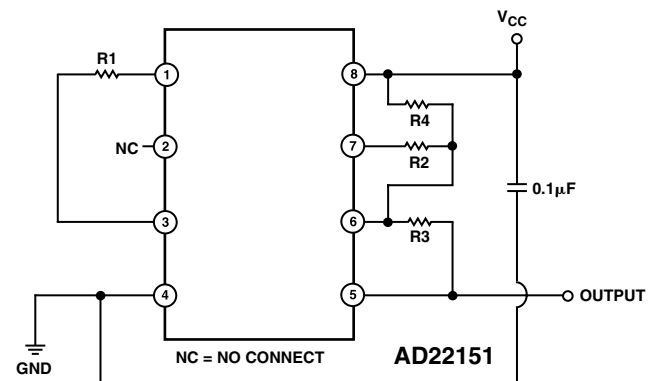 V_CC
R1
1
8
R4
NC
2
7
R2
0.1μF
3
6
R3
4
5
OUTPUT
GND
NC = NO CONNECT
AD22151